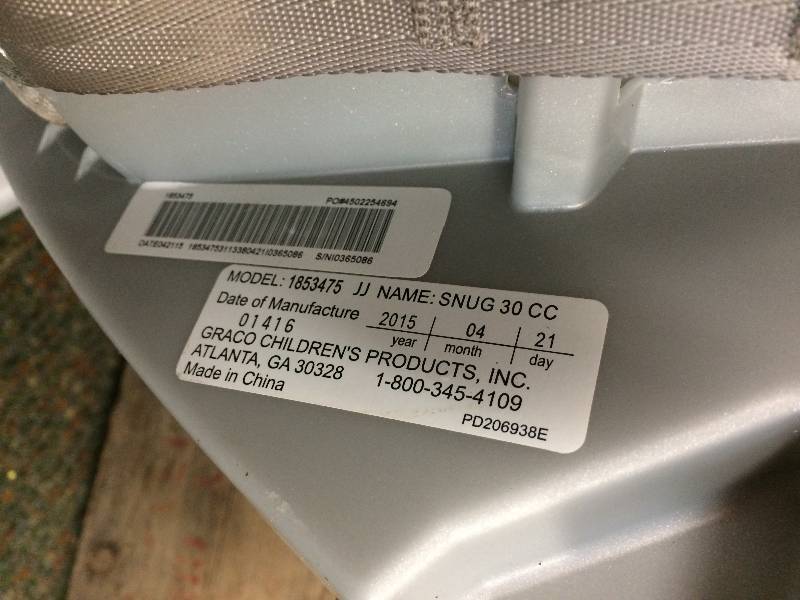 1853475 PO#4502254694
DATE042115 1853475311338042110365086 S/NI0365086
MODEL: 1853475 JJ NAME: SNUG 30 CC
Date of Manufacture 2015 04 21
01416 year month day
GRACO CHILDREN'S PRODUCTS, INC.
ATLANTA, GA 30328 1-800-345-4109
Made in China
PD206938E